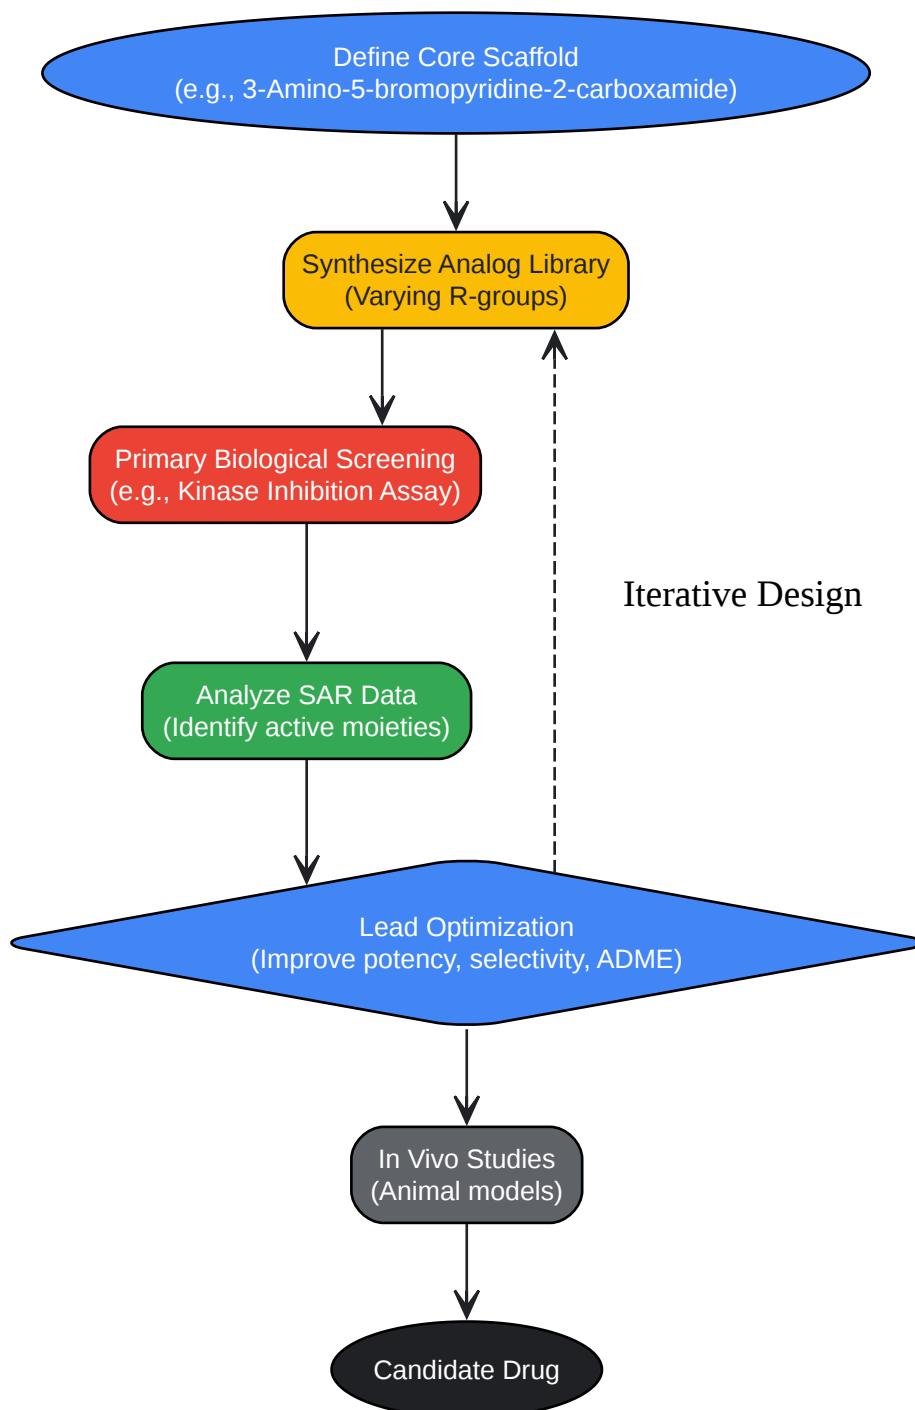 Define Core Scaffold
(e.g., 3-Amino-5-bromopyridine-2-carboxamide)
Synthesize Analog Library
(Varying R-groups)
Primary Biological Screening
(e.g., Kinase Inhibition Assay)
Iterative Design
Analyze SAR Data
(Identify active moieties)
Lead Optimization
(Improve potency, selectivity, ADME)
In Vivo Studies
(Animal models)
Candidate Drug